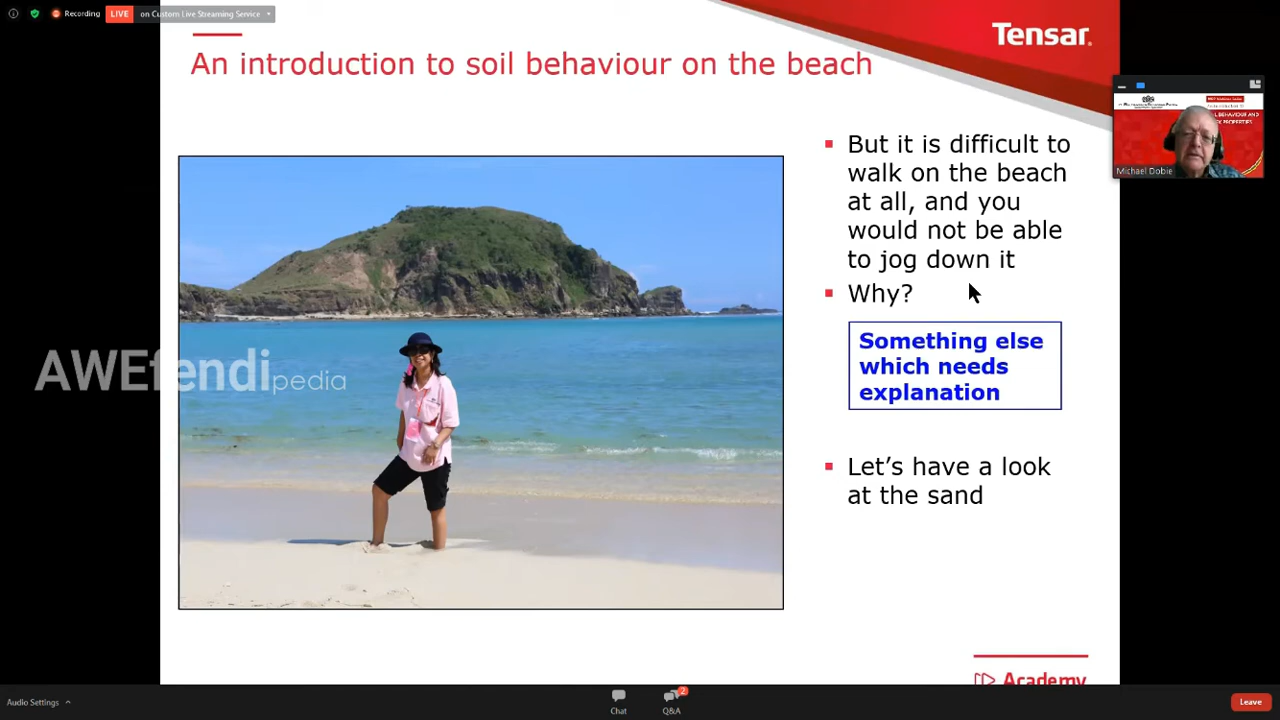 Recording
LIVE
on Custom Live Streaming Service
Tensar
An introduction to soil behaviour on the beach
But it is difficult to
walk on the beach
at all, and you
would not be able
to jog down it
Why?
Something else
which needs
explanation
Let's have a look
at the sand
Michael Dobie
AWEfendipedia
Academy
Audio Settings
Chat
2
Q&A
Leave